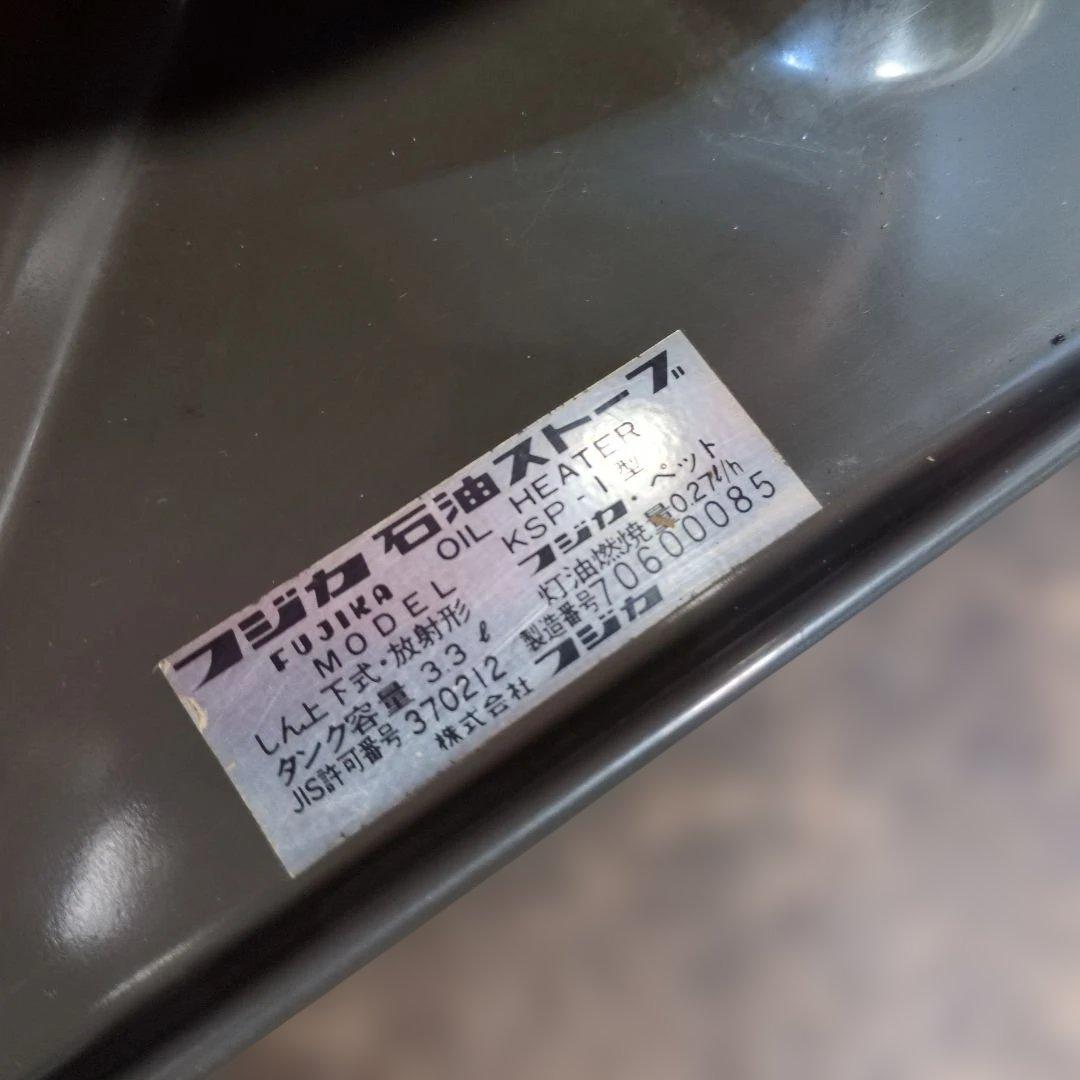 フジカ 石油ストーブ
FUJIKA OIL HEATER
MODEL KSP-1型
しん上下式・放射形 フジカ・ペット
タンク容量 3.3 ℓ 灯油燃焼量0.27ℓ/h
JIS許可番号 370212 製造番号70600085
株式会社 フジカ